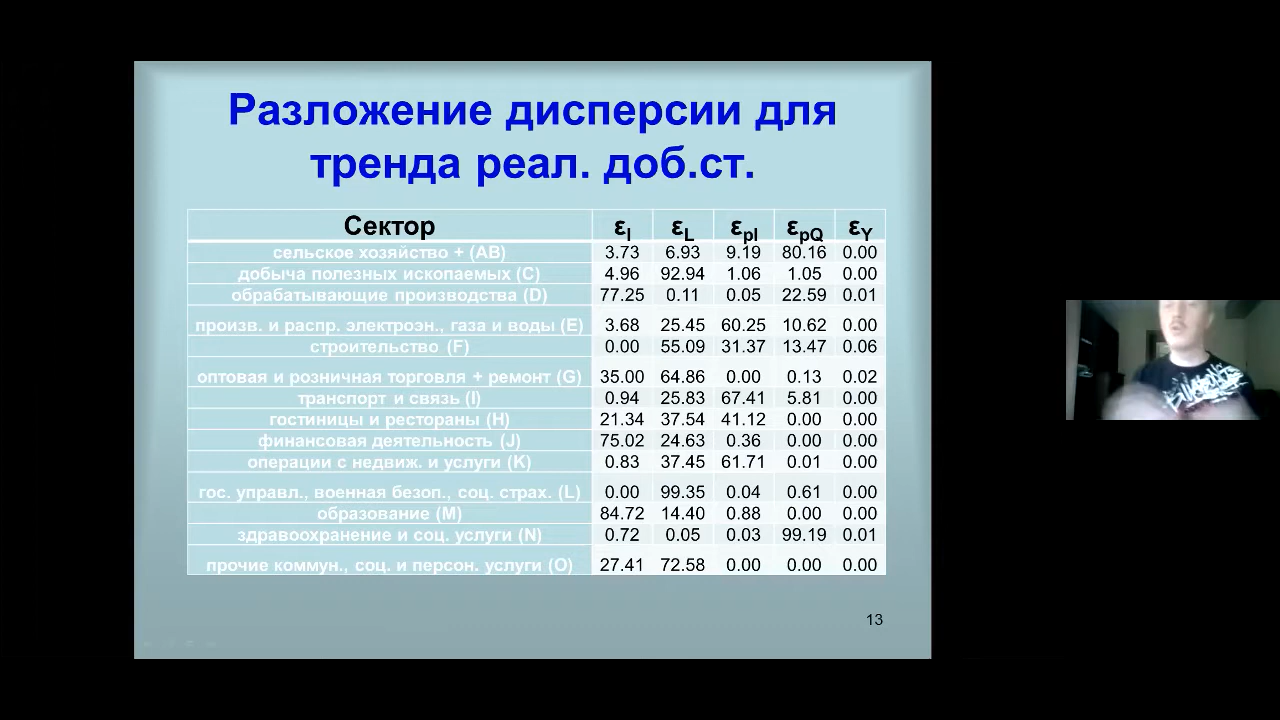 Разложение дисперсии для
тренда реал. доб.ст.
Сектор εI εL εpI εpQ εY
сельское хозяйство + (AB) 3.73 6.93 9.19 80.16 0.00
добыча полезных ископаемых (C) 4.96 92.94 1.06 1.05 0.00
обрабатывающие производства (D) 77.25 0.11 0.05 22.59 0.01
произв. и распр. электроэн., газа и воды (E) 3.68 25.45 60.25 10.62 0.00
строительство (F) 0.00 55.09 31.37 13.47 0.06
оптовая и розничная торговля + ремонт (G) 35.00 64.86 0.00 0.13 0.02
транспорт и связь (I) 0.94 25.83 67.41 5.81 0.00
гостиницы и рестораны (H) 21.34 37.54 41.12 0.00 0.00
финансовая деятельность (J) 75.02 24.63 0.36 0.00 0.00
операции с недвиж. и услуги (K) 0.83 37.45 61.71 0.01 0.00
гос. управл., военная безоп., соц. страх. (L) 0.00 99.35 0.04 0.61 0.00
образование (M) 84.72 14.40 0.88 0.00 0.00
здравоохранение и соц. услуги (N) 0.72 0.05 0.03 99.19 0.01
прочие коммун., соц. и персон. услуги (O) 27.41 72.58 0.00 0.00 0.00
13